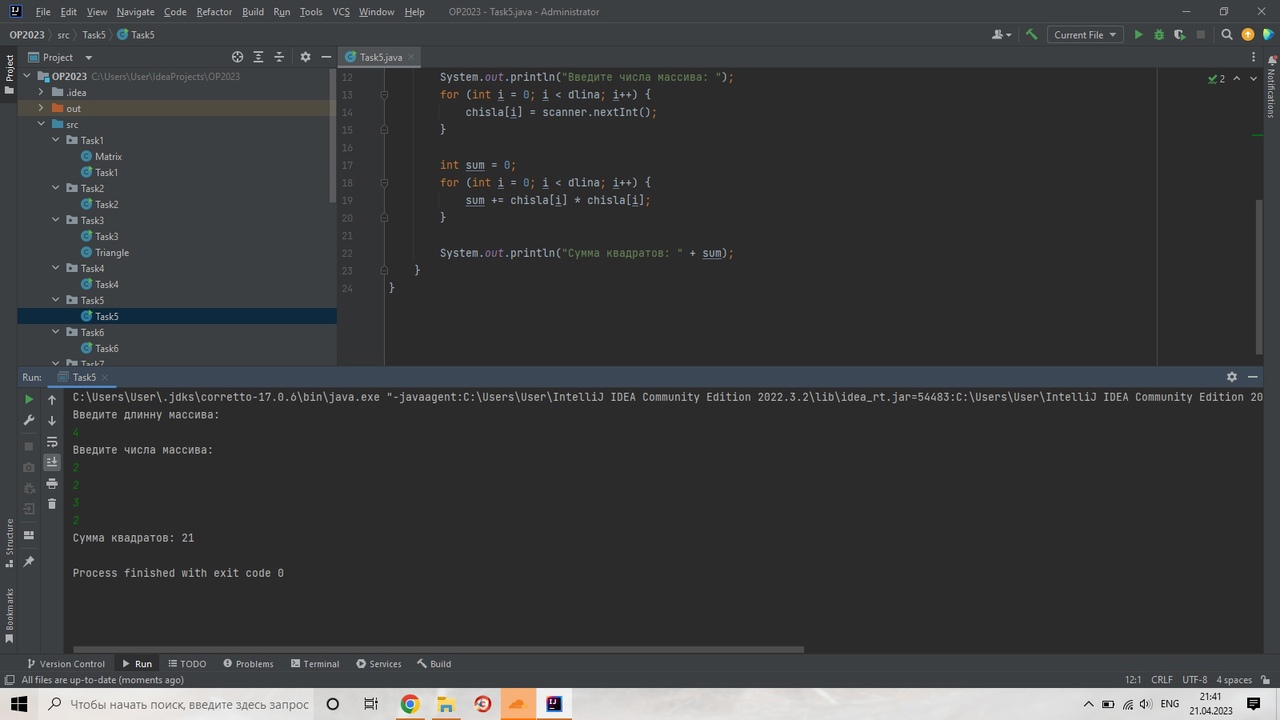 File Edit View Navigate Code Refactor Build Run Tools VCS Window Help OP2023 - Task5.java - Administrator
OP2023 src Task5 Task5 Current File
Project Task5.java
OP2023 C:\Users\User\IdeaProjects\OP2023
.idea
out
src
Task1
Matrix
Task1
Task2
Task2
Task3
Task3
Triangle
Task4
Task4
Task5
Task5
Task6
Task6
Task7
12 System.out.println("Введите числа массива: ");
13 for (int i = 0; i < dlina; i++) {
14 chisla[i] = scanner.nextInt();
15 }
16
17 int sum = 0;
18 for (int i = 0; i < dlina; i++) {
19 sum += chisla[i] * chisla[i];
20 }
21
22 System.out.println("Сумма квадратов: " + sum);
23 }
24 }
2
Project
Notifications
Structure
Bookmarks
Run: Task5
C:\Users\User\.jdks\corretto-17.0.6\bin\java.exe "-javaagent:C:\Users\User\IntelliJ IDEA Community Edition 2022.3.2\lib\idea_rt.jar=54483:C:\Users\User\IntelliJ IDEA Community Edition 20
Введите длинну массива:
4
Введите числа массива:
2
2
3
2
Сумма квадратов: 21
Process finished with exit code 0
Version Control Run TODO Problems Terminal Services Build
All files are up-to-date (moments ago) 12:1 CRLF UTF-8 4 spaces
Чтобы начать поиск, введите здесь запрос ENG 21:41
21.04.2023